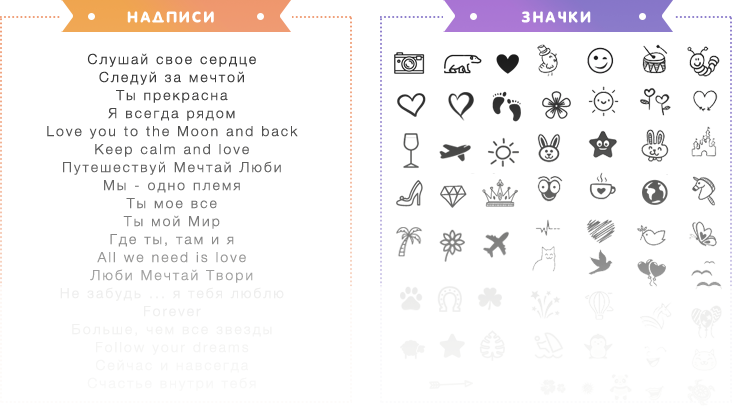 НАДПИСИ
Слушай свое сердце
Следуй за мечтой
Ты прекрасна
Я всегда рядом
Love you to the Moon and back
Keep calm and love
Путешествуй Мечтай Люби
Мы - одно племя
Ты мое все
Ты мой Мир
Где ты, там и я
All we need is love
Люби Мечтай Твори
Не забудь ... я тебя люблю
Forever
Больше, чем все звезды
Follow your dreams
Сейчас и навсегда
Счастье внутри тебя
ЗНАЧКИ